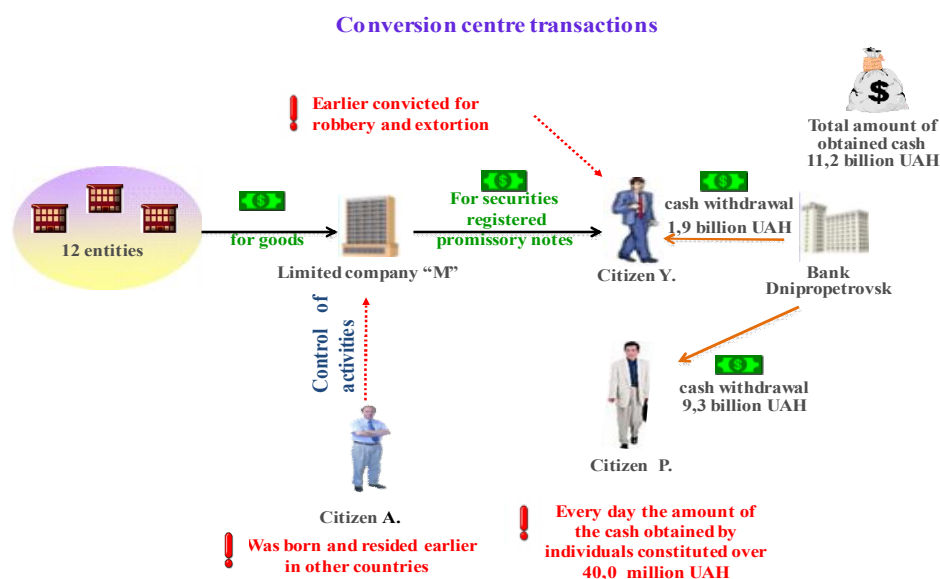 Conversion centre transactions
Earlier convicted for
robbery and extortion
$
Total amount of
obtained cash
11,2 billion UAH
12 entities
$
for goods
Limited company “M”
$
For securities
registered
promissory notes
Citizen Y.
$
cash withdrawal
1,9 billion UAH
Bank
Dnipropetrovsk
Control of
activities
$
cash withdrawal
9,3 billion UAH
Citizen P.
Citizen A.
Was born and resided earlier
in other countries
Every day the amount of
the cash obtained by
individuals constituted over
40,0 million UAH